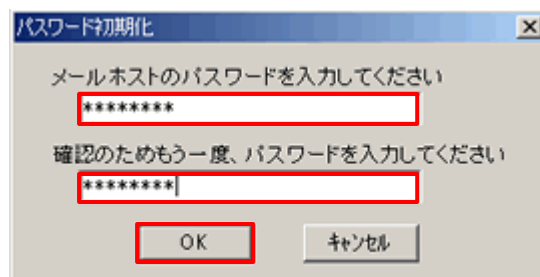 パスワード初期化
メールホストのパスワードを入力してください
********
確認のためもう一度、パスワードを入力してください
********
OK
ｷｬﾝｾﾙ